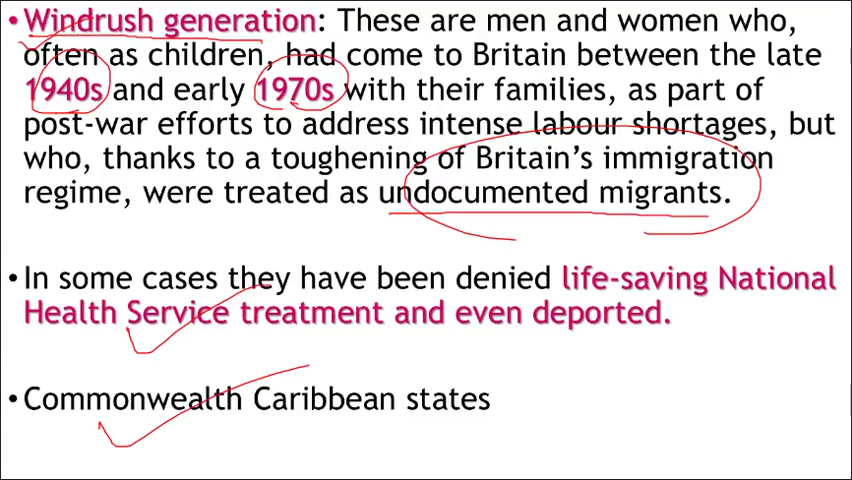 • Windrush generation: These are men and women who,
often as children, had come to Britain between the late
1940s and early 1970s with their families, as part of
post-war efforts to address intense labour shortages, but
who, thanks to a toughening of Britain's immigration
regime, were treated as undocumented migrants.
• In some cases they have been denied life-saving National
Health Service treatment and even deported.
• Commonwealth Caribbean states